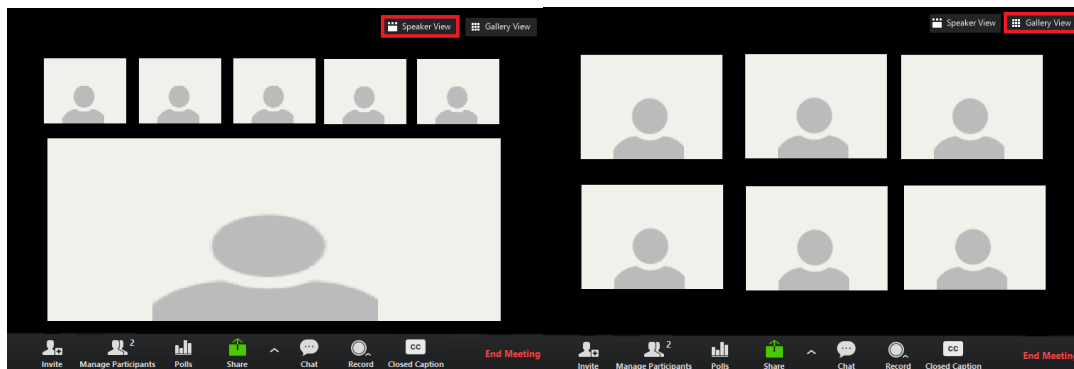 Speaker View Gallery View
2
Invite Manage Participants Polls Share Chat Record CC Closed Caption End Meeting
Speaker View Gallery View
2
Invite Manage Participants Polls Share Chat Record CC Closed Caption End Meeting